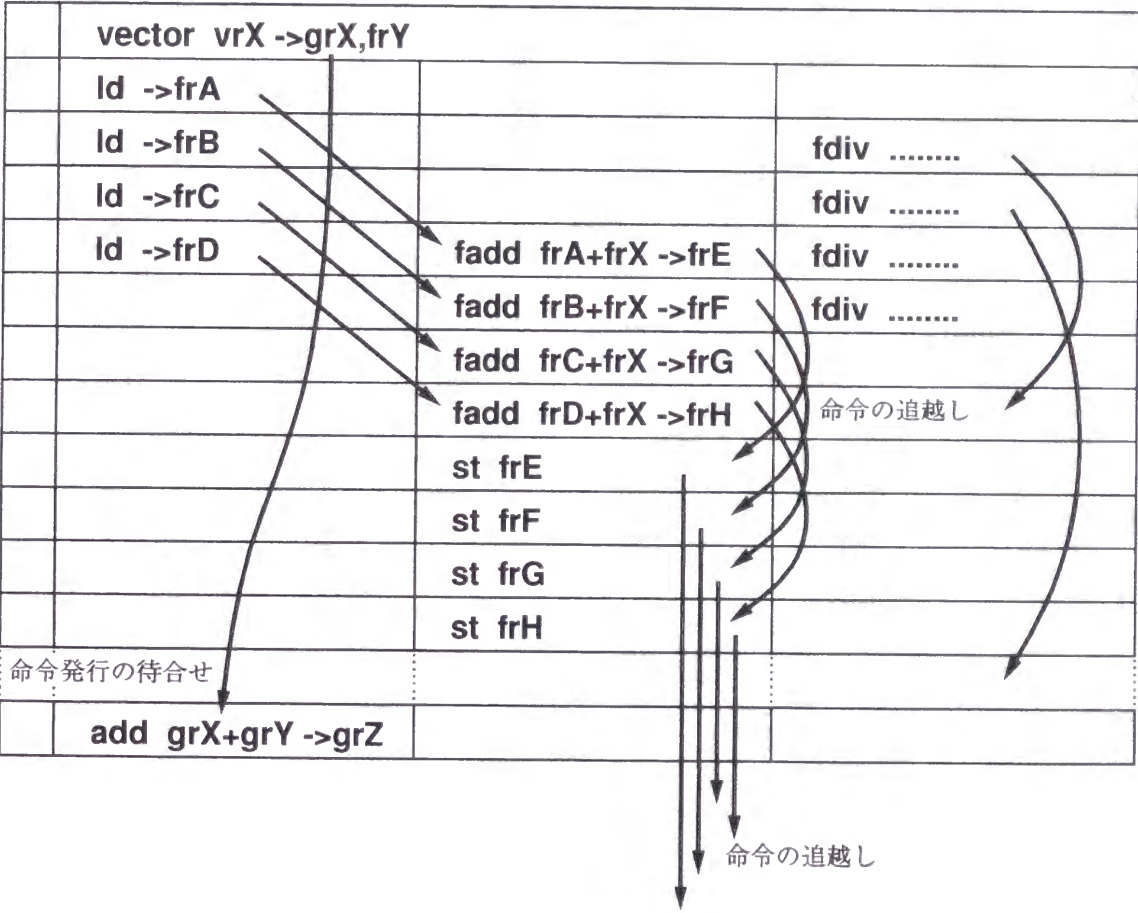 vector vrX ->grX,frY
ld ->frA
ld ->frB
fdiv ........
ld ->frC
fdiv ........
ld ->frD
fadd frA+frX ->frE
fdiv ........
fadd frB+frX ->frF
fdiv ........
fadd frC+frX ->frG
fadd frD+frX ->frH
命令の追越し
st frE
st frF
st frG
st frH
命令発行の待合せ
add grX+grY ->grZ
命令の追越し